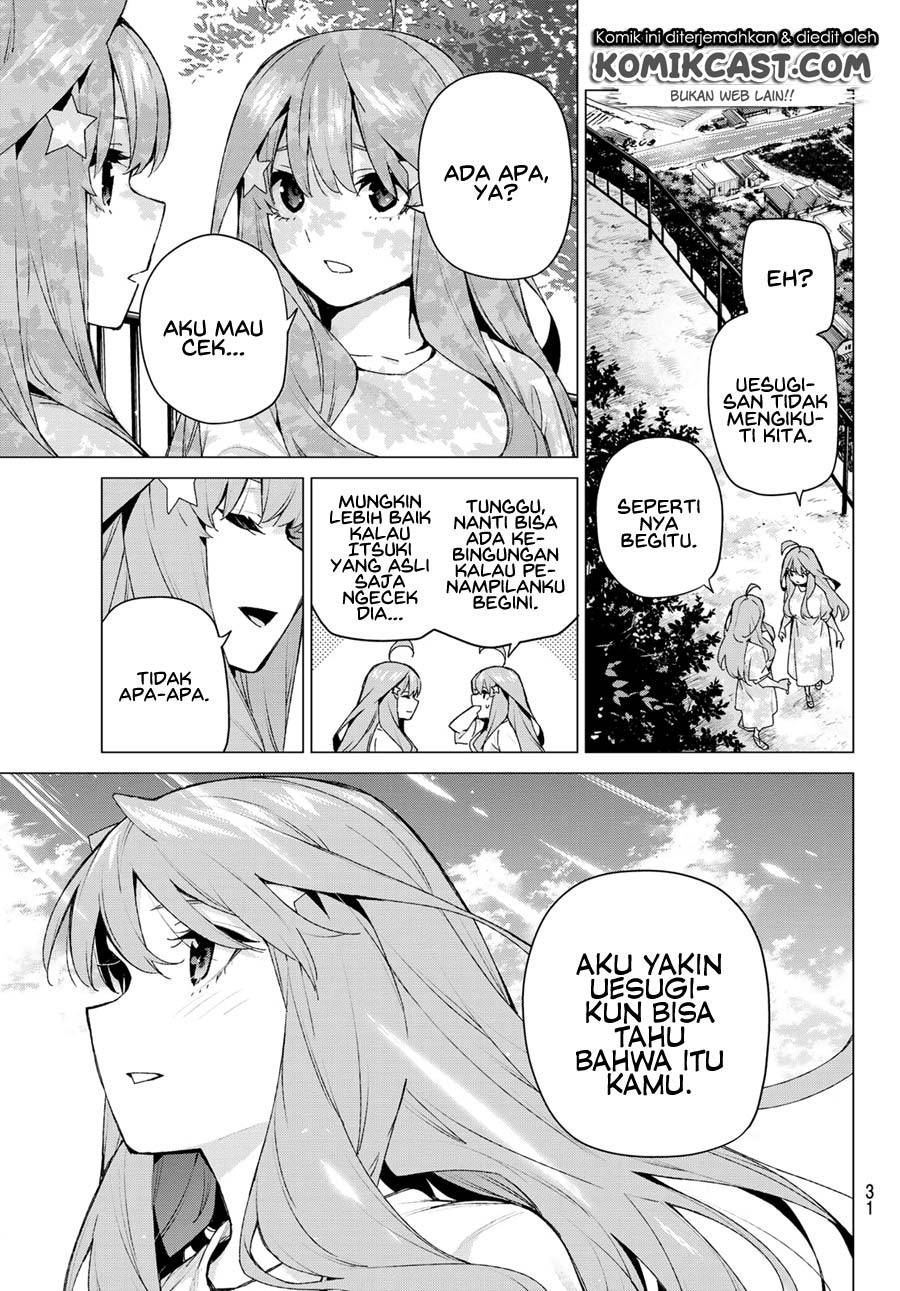 Komik ini diterjemahkan & diedit oleh
KOMIKCAST.COM
BUKAN WEB LAIN!!
EH?
UESUGI-
SAN TIDAK
MENGIKU-
TI KITA.
SEPERTI
NYA
BEGITU.
ADA APA,
YA?
AKU MAU
CEK...
TUNGGU,
NANTI BISA
ADA KE-
BINGUNGAN
KALAU PE-
NAMPILANKU
BEGINI.
MUNGKIN
LEBIH BAIK
KALAU
ITSUKI
YANG ASLI
SAJA
NGECEK
DIA...
TIDAK
APA-APA.
AKU YAKIN
UESUGI-
KUN BISA
TAHU
BAHWA ITU
KAMU.
31